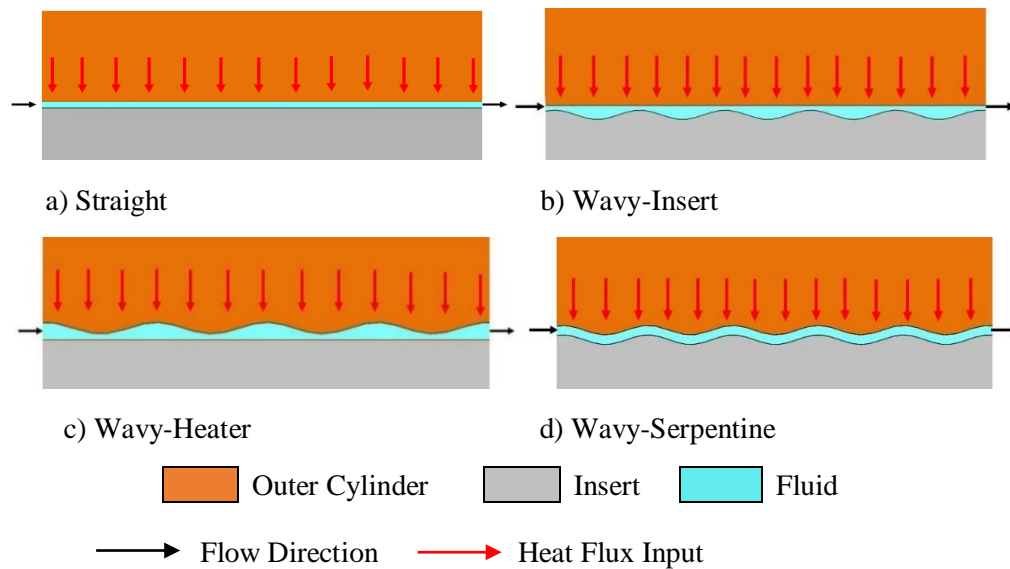 a) Straight
b) Wavy-Insert
c) Wavy-Heater
d) Wavy-Serpentine
Outer Cylinder
Insert
Fluid
Flow Direction
Heat Flux Input